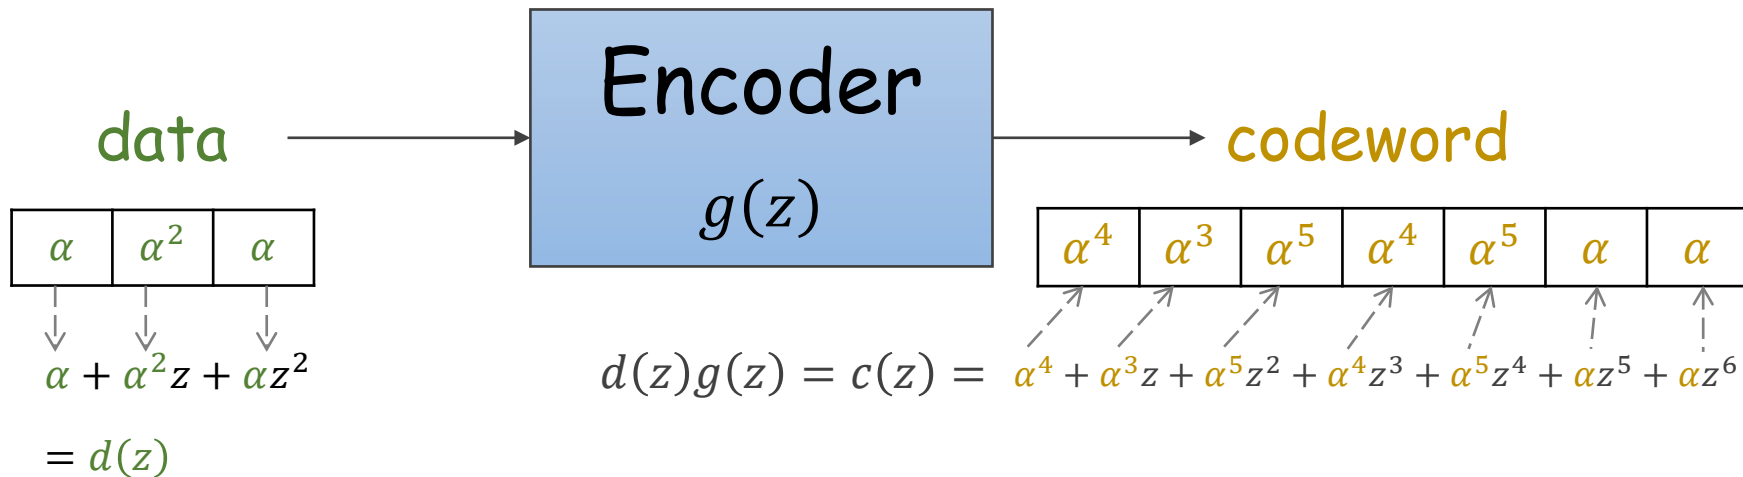 Encoder
data
codeword
g(z)
α α² α
α⁴ α³ α⁵ α⁴ α⁵ α α
α + α²z + αz²
d(z)g(z) = c(z) = α⁴ + α³z + α⁵z² + α⁴z³ + α⁵z⁴ + αz⁵ + αz⁶
= d(z)